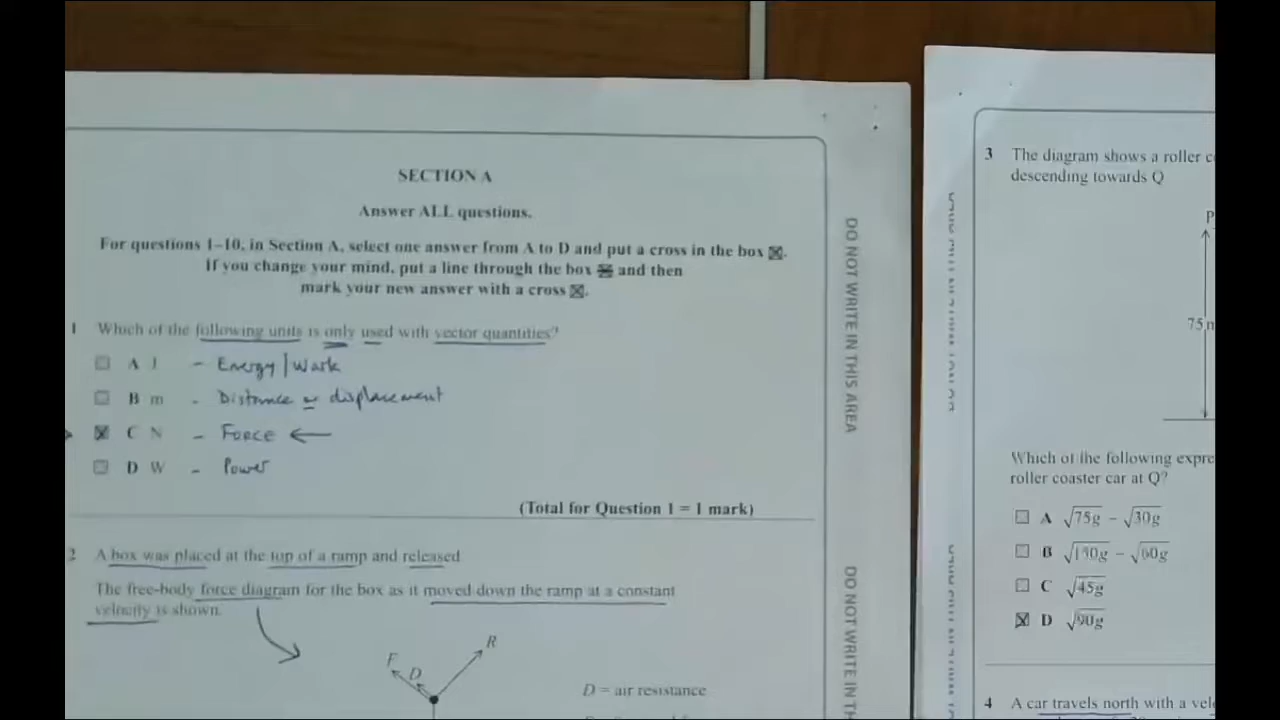 SECTION A
Answer ALL questions.
For questions 1–10, in Section A, select one answer from A to D and put a cross in the box ☒.
If you change your mind, put a line through the box and then
mark your new answer with a cross ☒.
1 Which of the following units is only used with vector quantities?
A J – Energy / Work
B m – Distance or displacement
C N – Force ←
D W – Power
(Total for Question 1 = 1 mark)
2 A box was placed at the top of a ramp and released.
The free-body force diagram for the box as it moved down the ramp at a constant
velocity is shown.
R
F
D
D = air resistance
DO NOT WRITE IN THIS AREA
DO NOT WRITE IN TH
3 The diagram shows a roller c
descending towards Q
P
75 m
Which of the following expre
roller coaster car at Q?
A √75g – √30g
B √150g – √60g
C √45g
D √90g
4 A car travels north with a vel